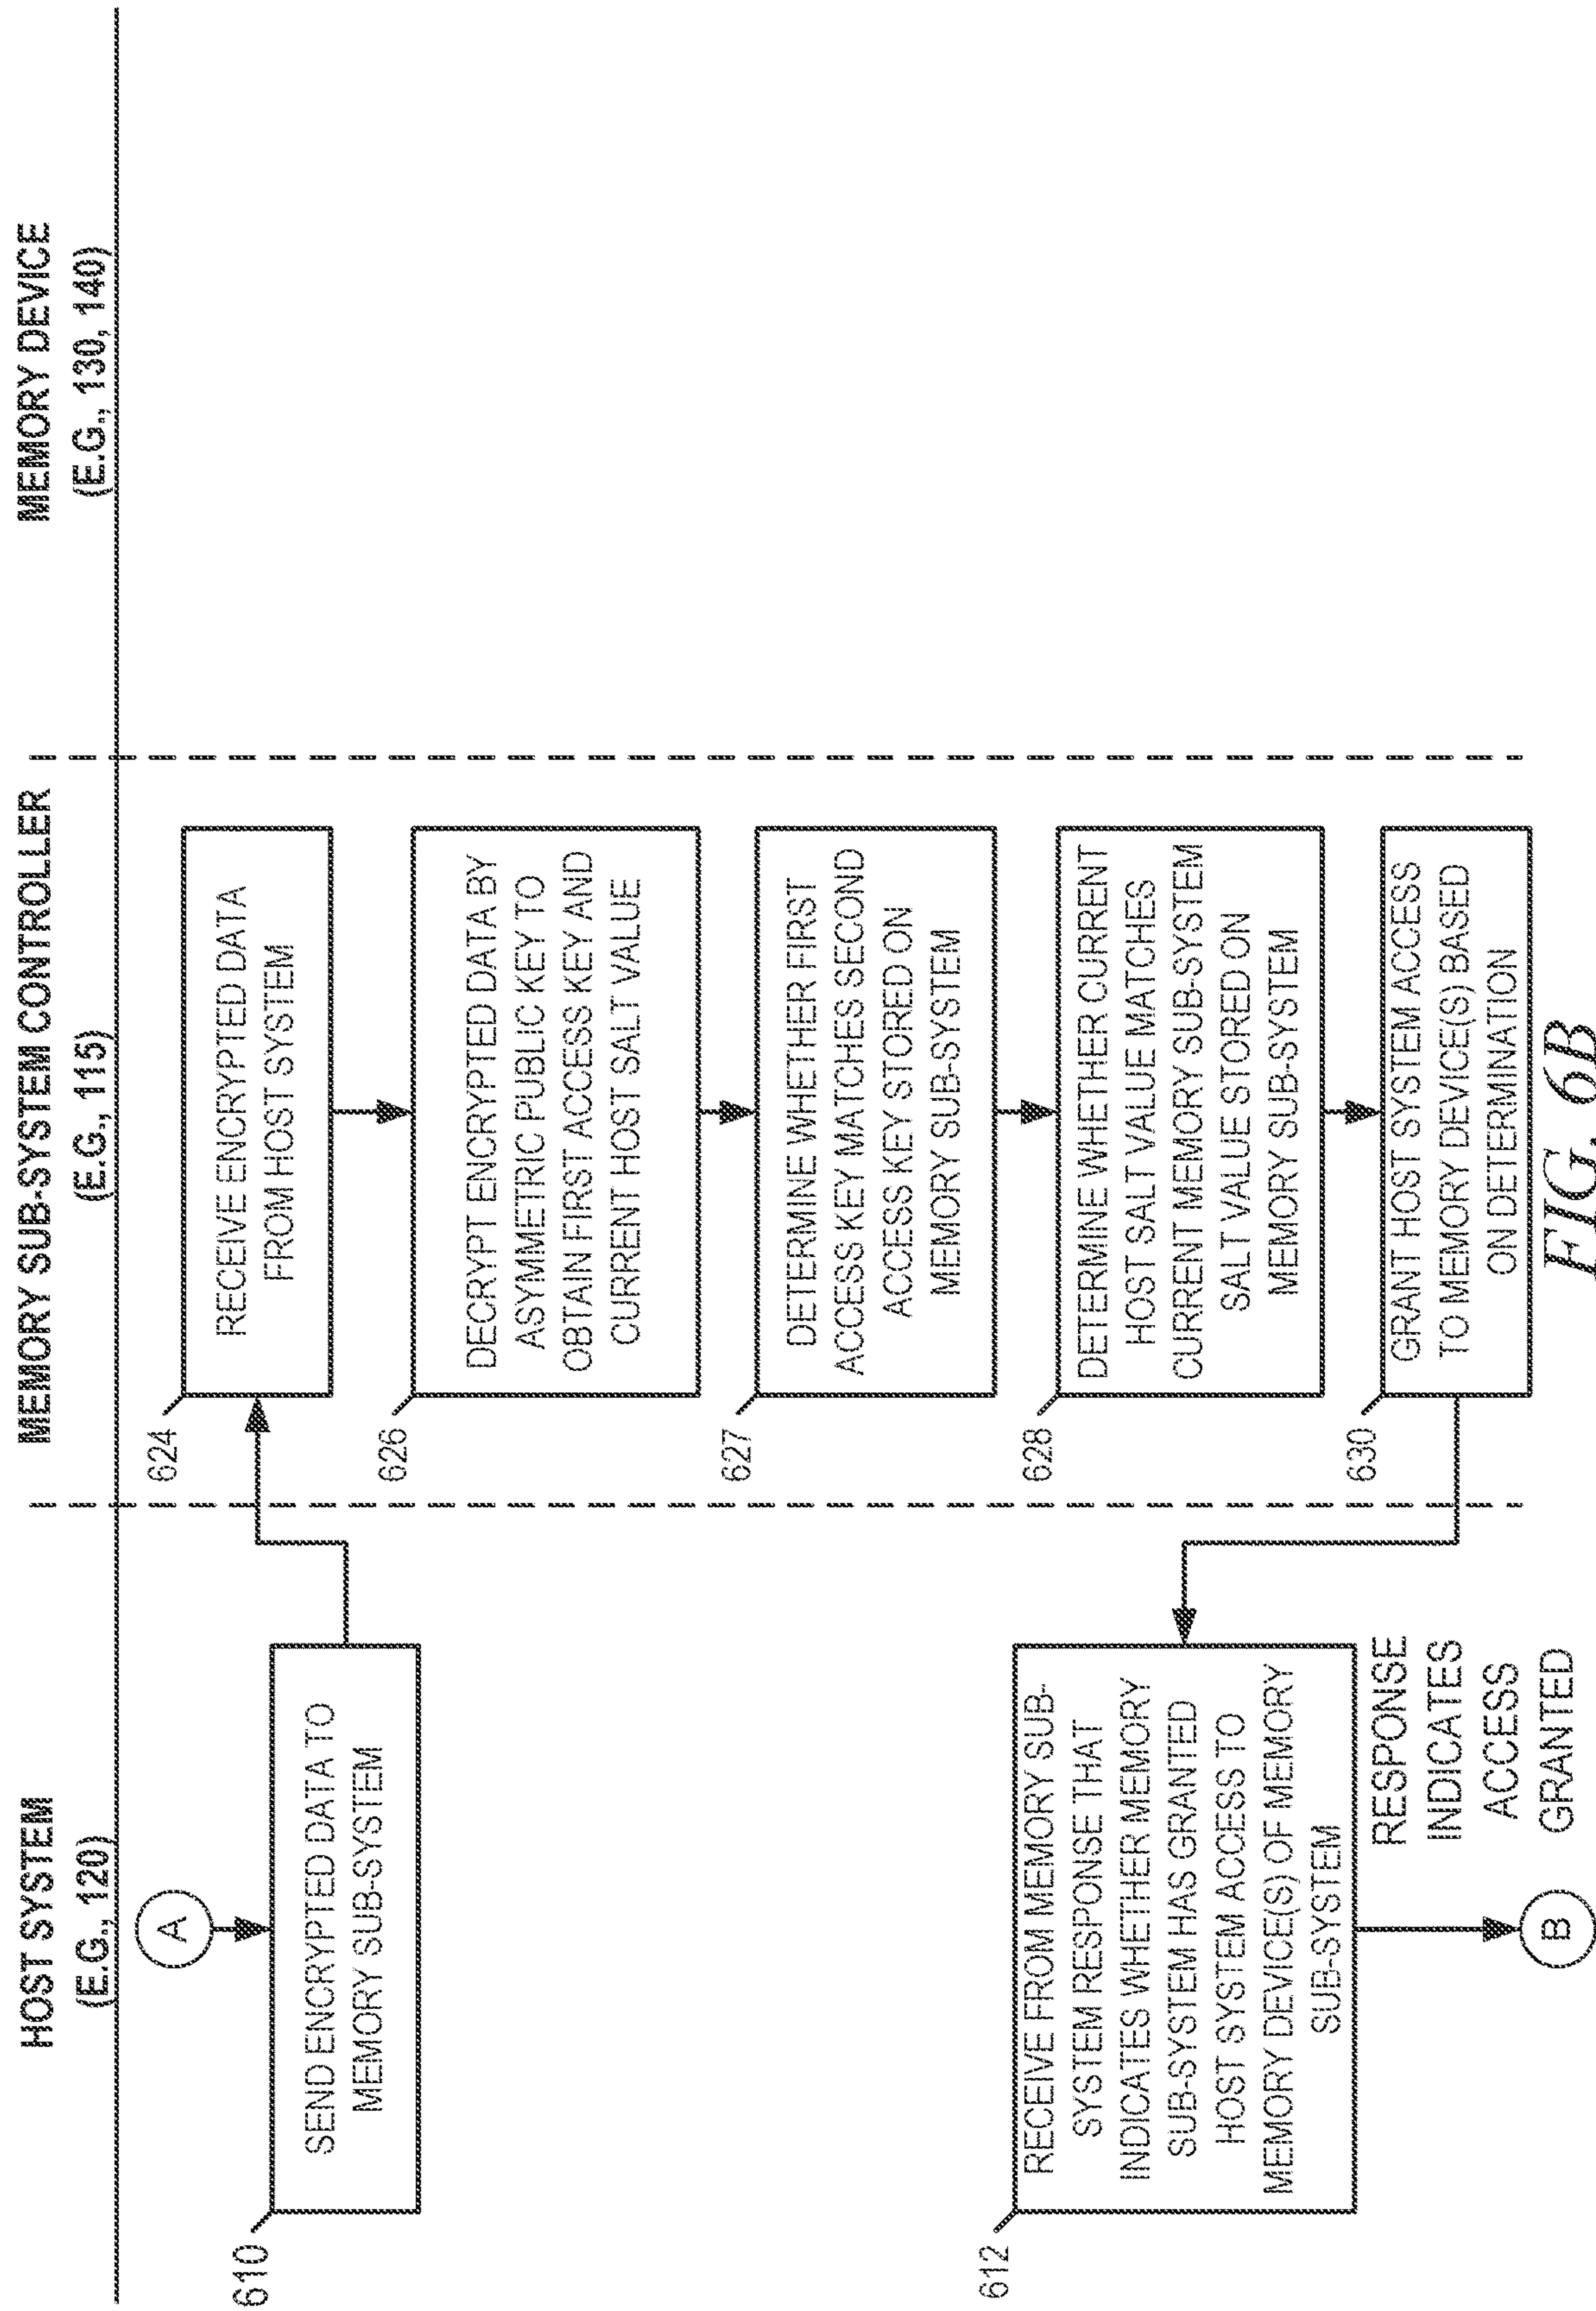 HOST SYSTEM
(E.G., 120)
MEMORY SUB-SYSTEM CONTROLLER
(E.G., 115)
MEMORY DEVICE
(E.G., 130, 140)
A
610
SEND ENCRYPTED DATA TO
MEMORY SUB-SYSTEM
624
RECEIVE ENCRYPTED DATA
FROM HOST SYSTEM
626
DECRYPT ENCRYPTED DATA BY
ASYMMETRIC PUBLIC KEY TO
OBTAIN FIRST ACCESS KEY AND
CURRENT HOST SALT VALUE
627
DETERMINE WHETHER FIRST
ACCESS KEY MATCHES SECOND
ACCESS KEY STORED ON
MEMORY SUB-SYSTEM
628
DETERMINE WHETHER CURRENT
HOST SALT VALUE MATCHES
CURRENT MEMORY SUB-SYSTEM
SALT VALUE STORED ON
MEMORY SUB-SYSTEM
630
GRANT HOST SYSTEM ACCESS
TO MEMORY DEVICE(S) BASED
ON DETERMINATION
612
RECEIVE FROM MEMORY SUB-
SYSTEM RESPONSE THAT
INDICATES WHETHER MEMORY
SUB-SYSTEM HAS GRANTED
HOST SYSTEM ACCESS TO
MEMORY DEVICE(S) OF MEMORY
SUB-SYSTEM
RESPONSE
INDICATES
ACCESS
GRANTED
B
FIG. 6B